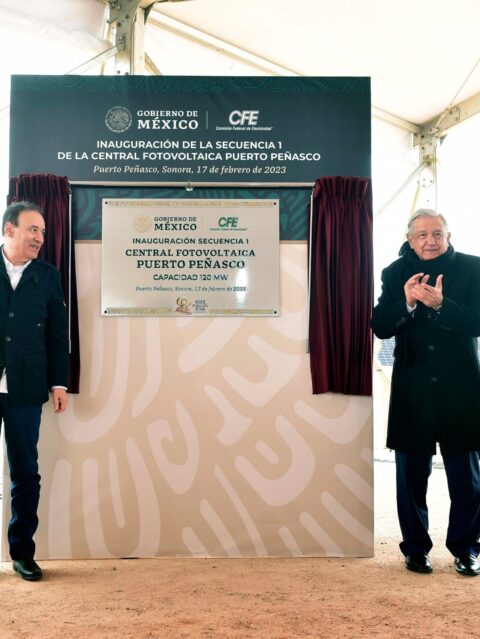 GOBIERNO DE
MÉXICO
CFE
Comisión Federal de Electricidad
INAUGURACIÓN DE LA SECUENCIA 1
DE LA CENTRAL FOTOVOLTAICA PUERTO PEÑASCO
Puerto Peñasco, Sonora, 17 de febrero de 2023
GOBIERNO DE
MÉXICO
CFE
INAUGURACIÓN SECUENCIA 1
CENTRAL FOTOVOLTAICA
PUERTO PEÑASCO
CAPACIDAD 120 MW
Puerto Peñasco, Sonora, 17 de febrero de 2023